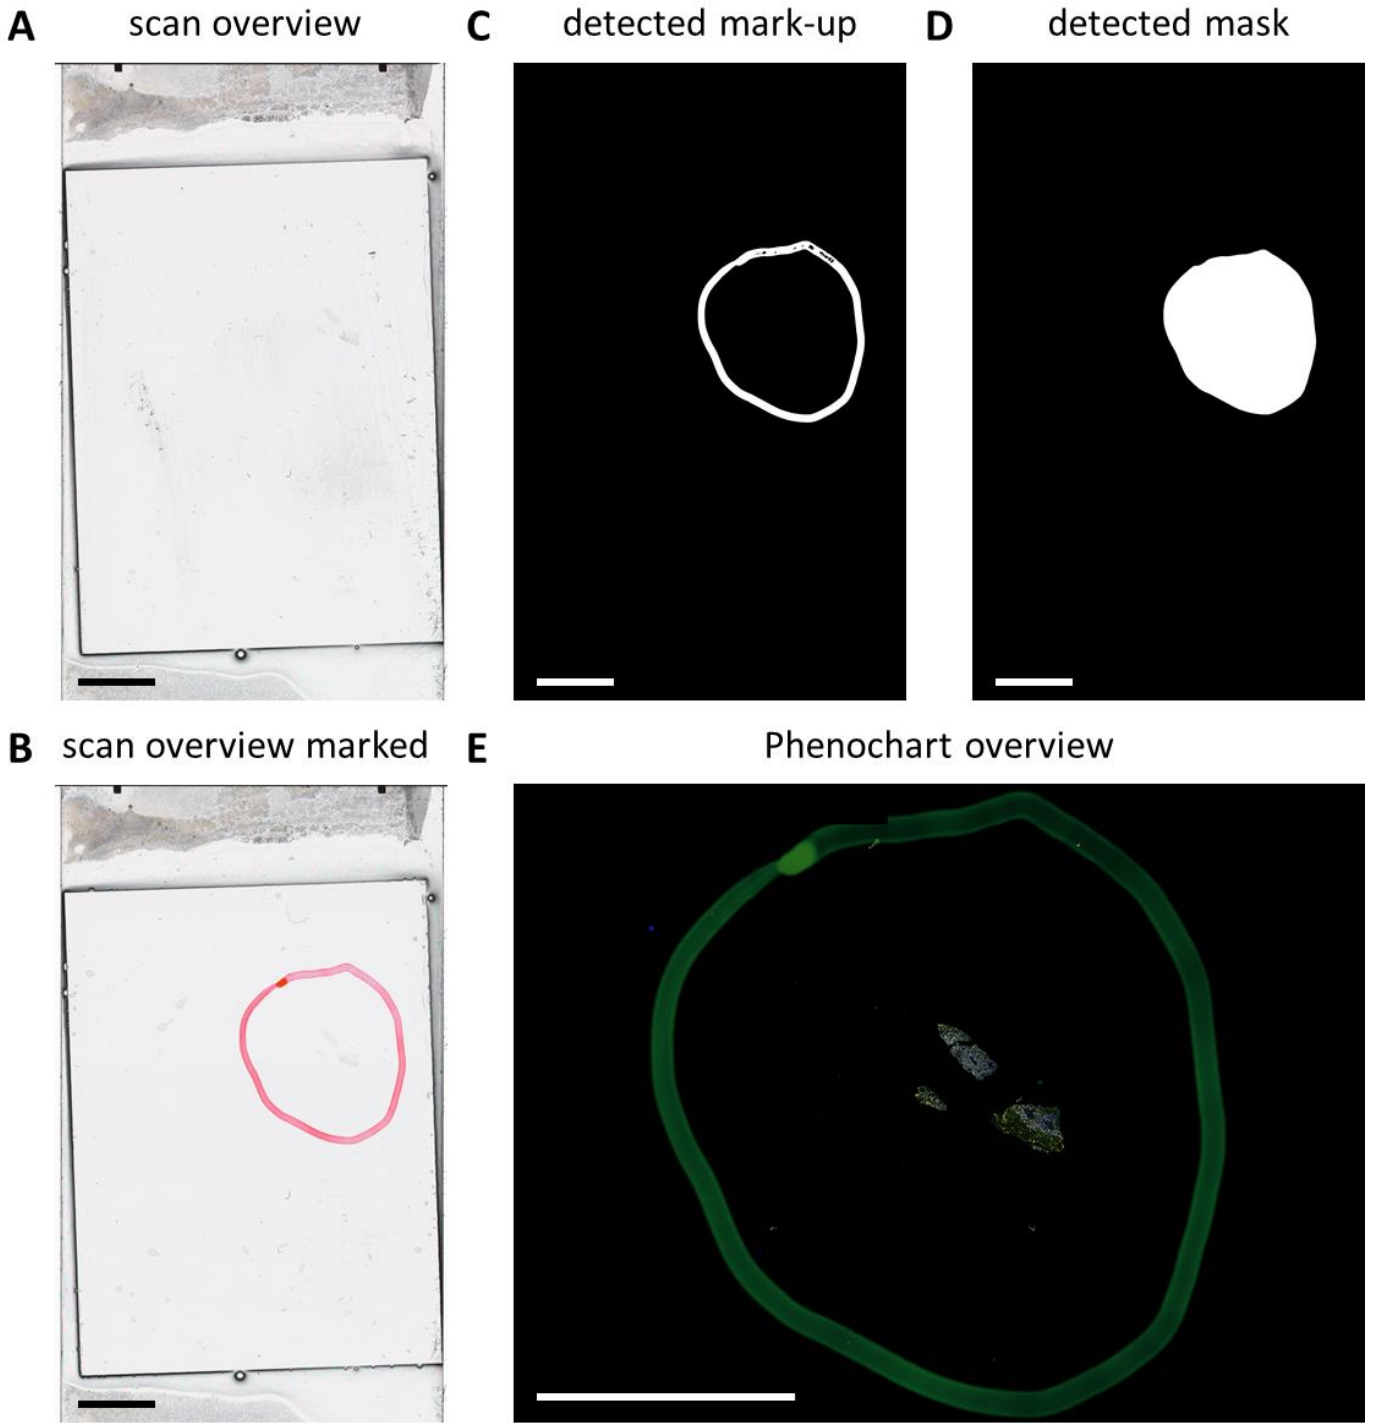 A scan overview
C detected mark-up
D detected mask
B scan overview marked
E Phenochart overview